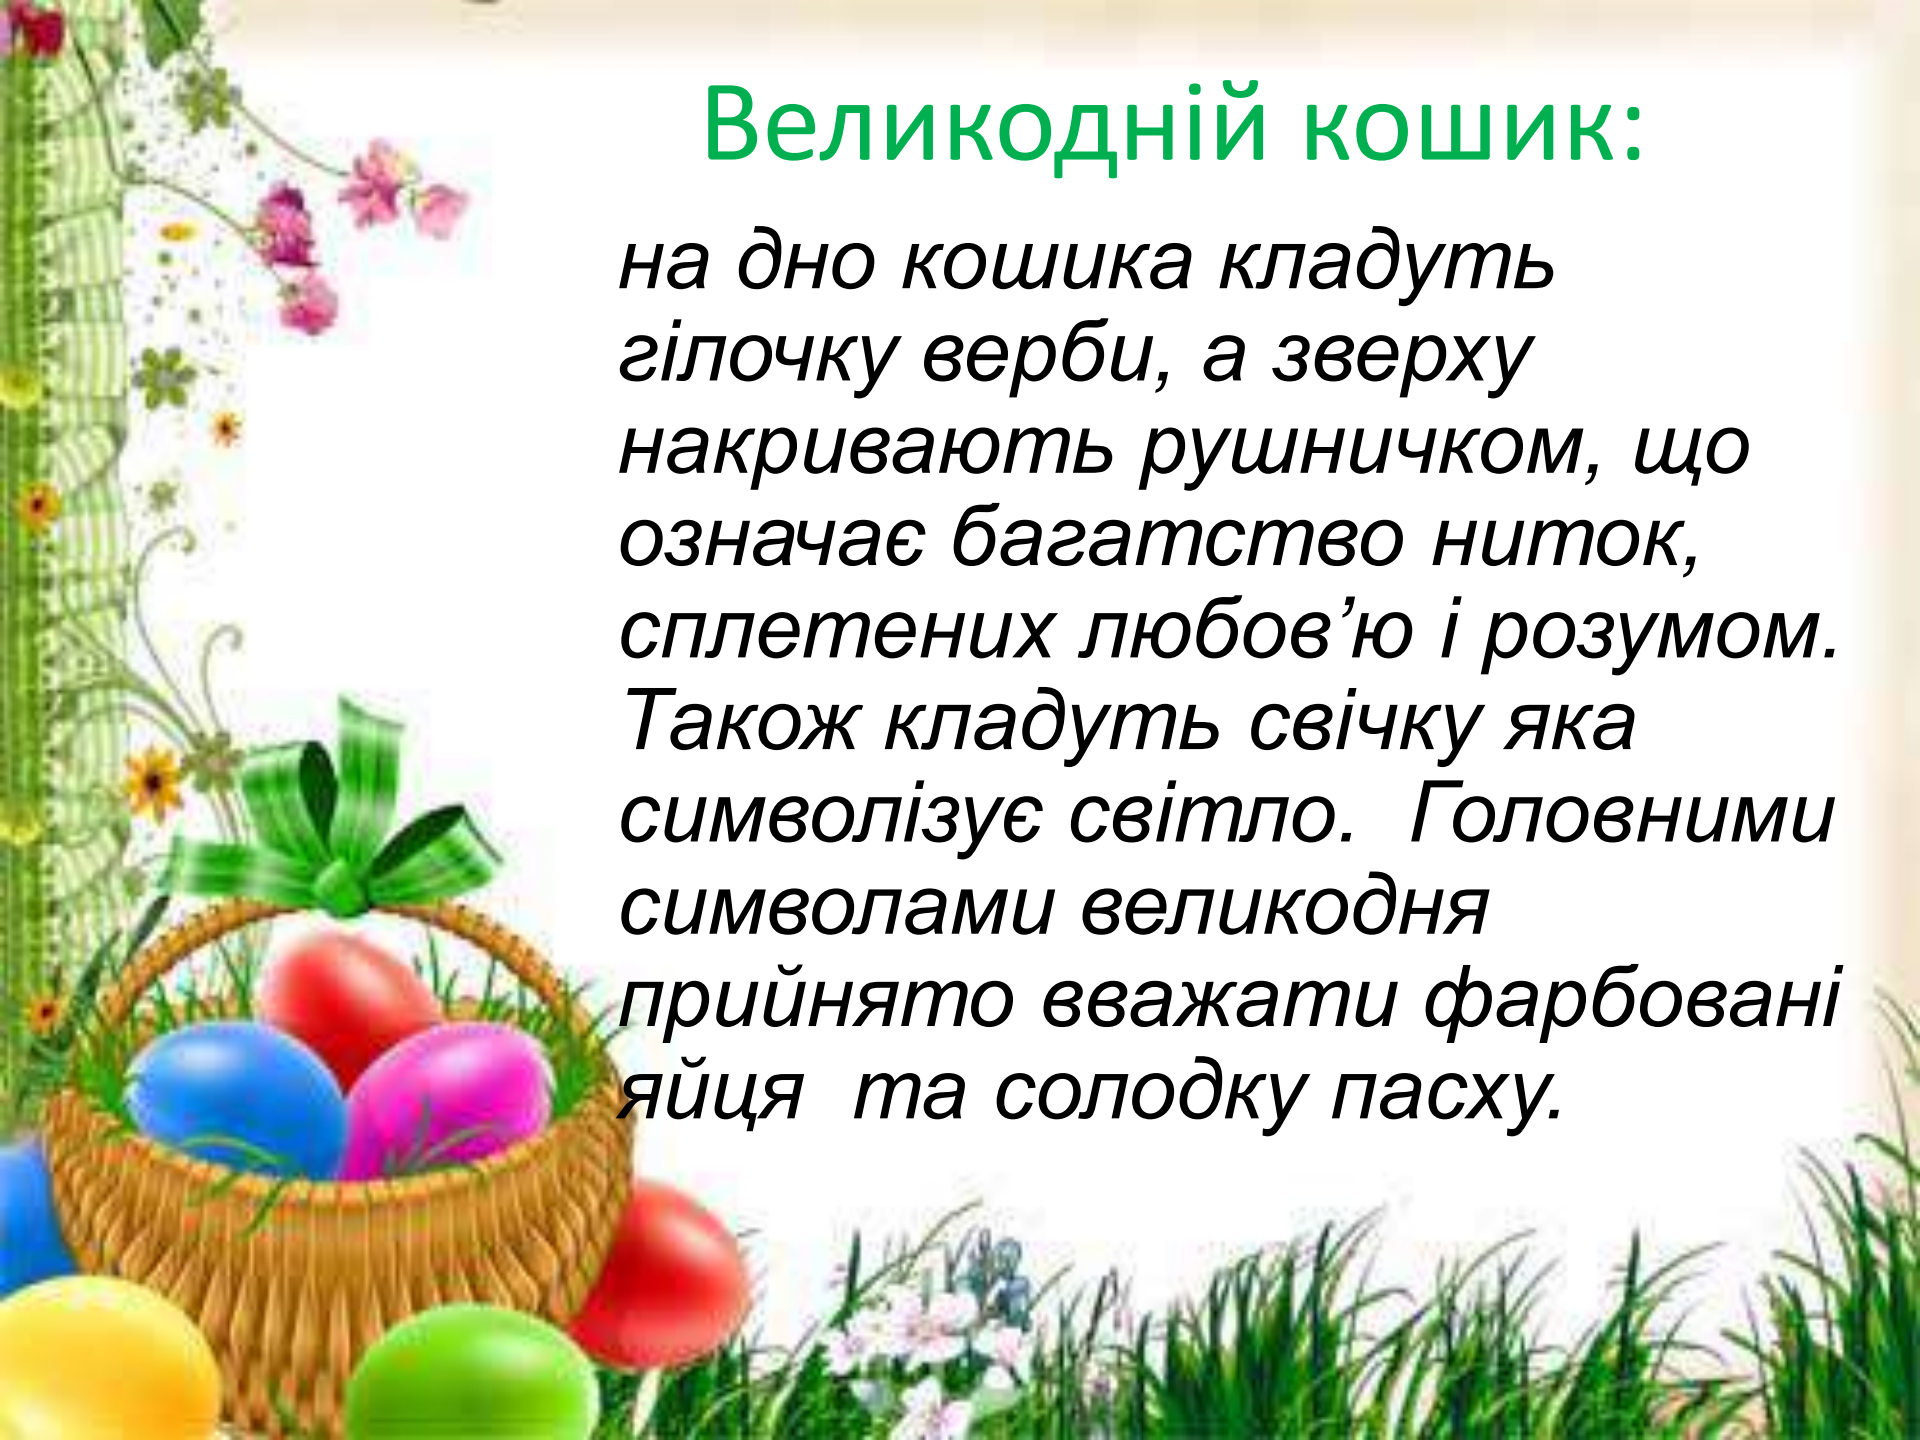 Великодній кошик:
на дно кошика кладуть
гілочку верби, а зверху
накривають рушничком, що
означає багатство ниток,
сплетених любов’ю і розумом.
Також кладуть свічку яка
символізує світло.  Головними
символами великодня
прийнято вважати фарбовані
яйця  та солодку пасху.